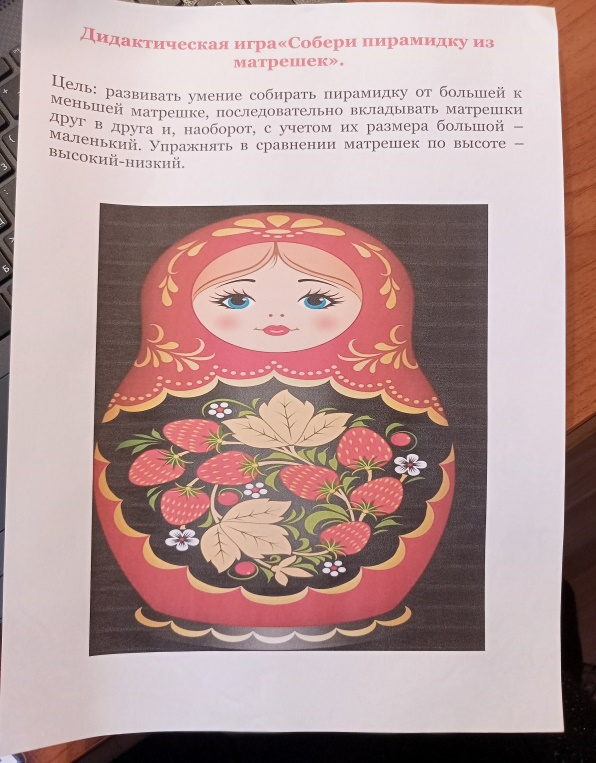 Дидактическая игра«Собери пирамидку из
матрешек».
Цель: развивать умение собирать пирамидку от большей к
меньшей матрешке, последовательно вкладывать матрешки
друг в друга и, наоборот, с учетом их размера большой –
маленький. Упражнять в сравнении матрешек по высоте –
высокий-низкий.